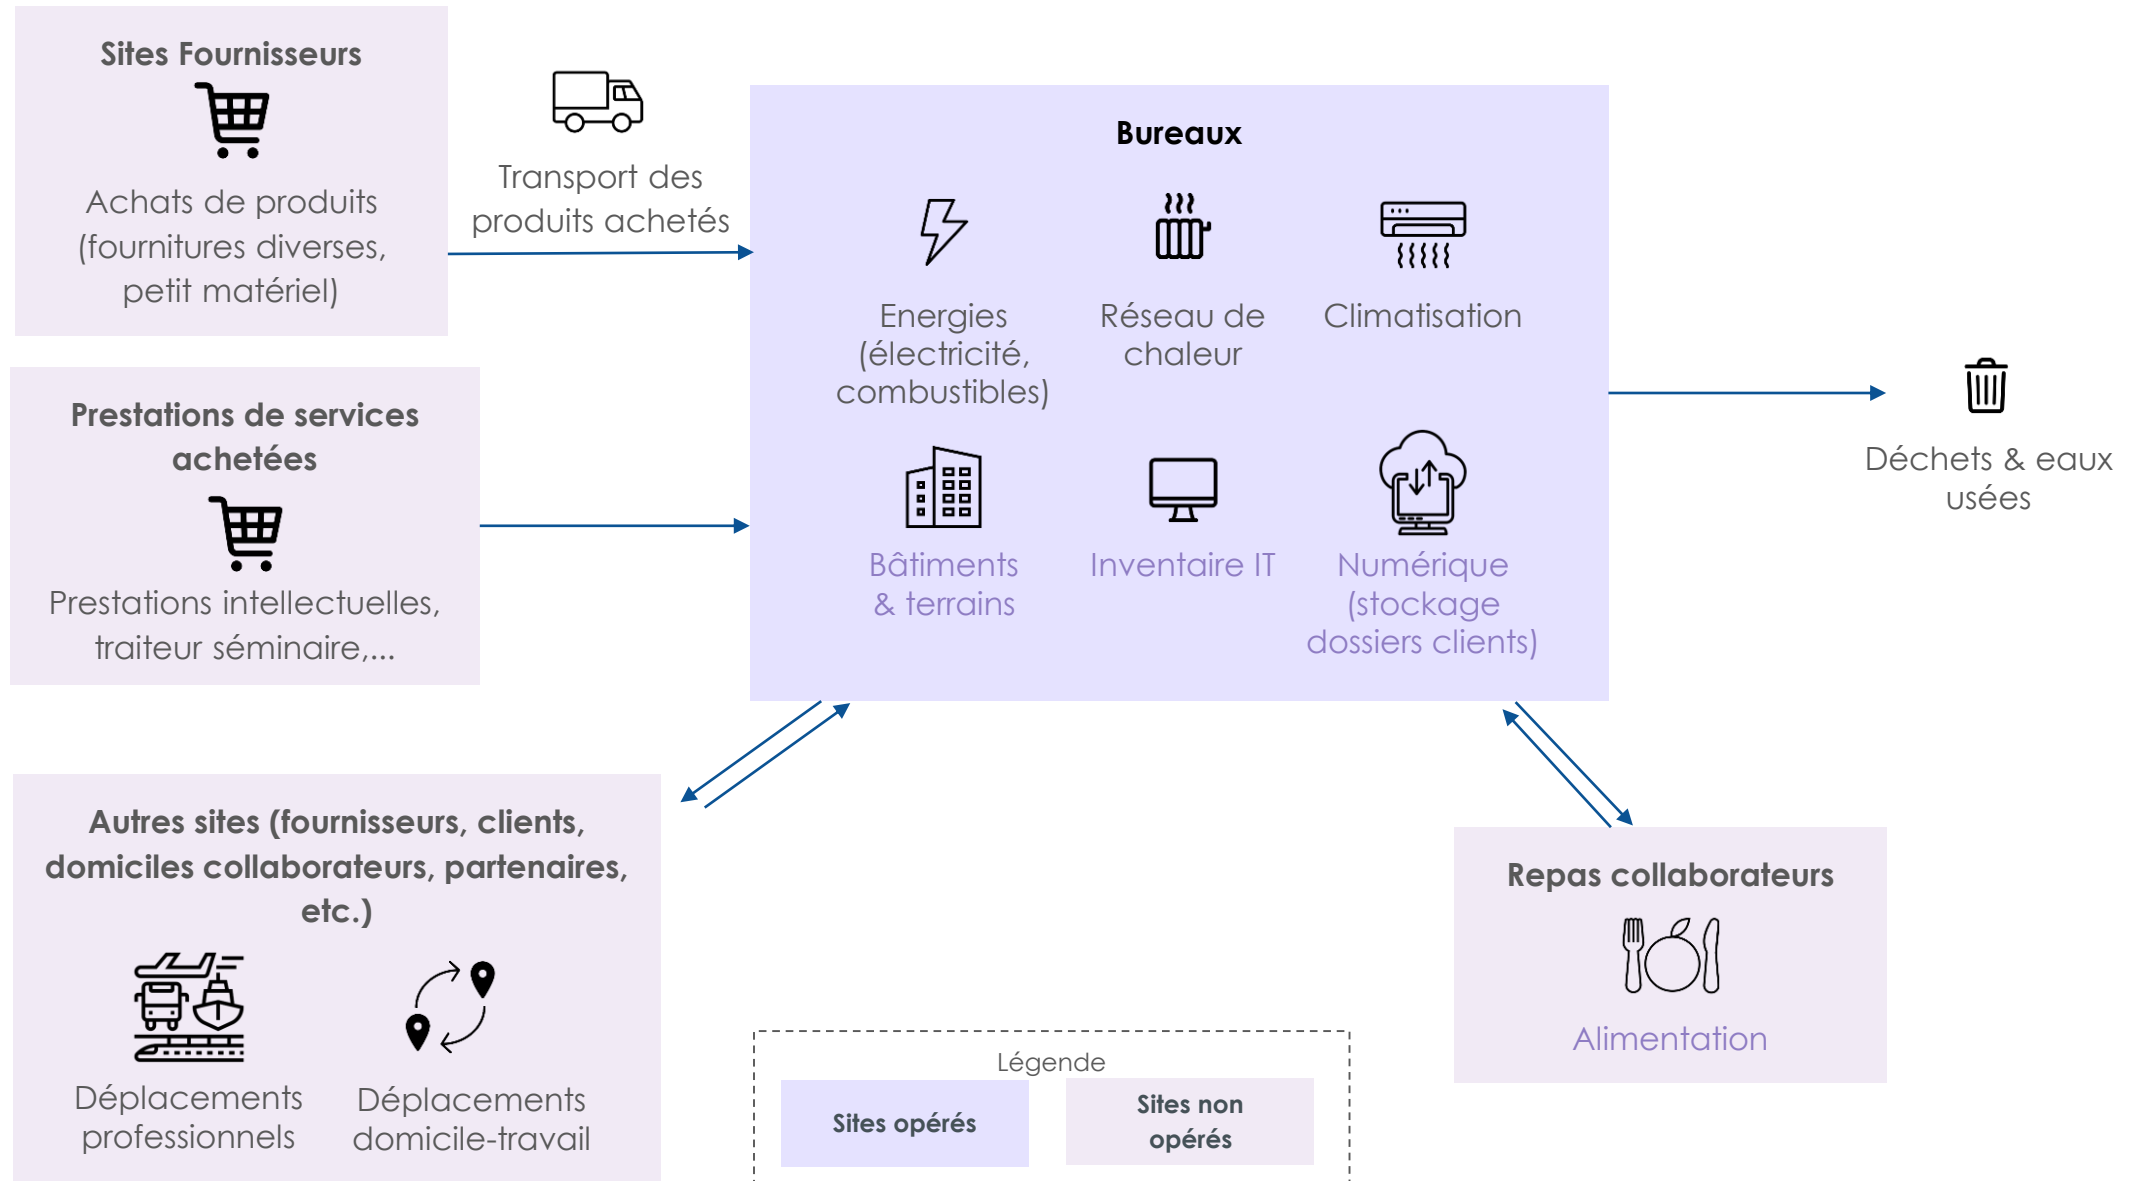 Sites Fournisseurs
Achats de produits
(fournitures diverses,
petit matériel)
Transport des
produits achetés
Bureaux
Energies
(électricité,
combustibles)
Réseau de
chaleur
Climatisation
Bâtiments
& terrains
Inventaire IT
Numérique
(stockage
dossiers clients)
Déchets & eaux
usées
Prestations de services
achetées
Prestations intellectuelles,
traiteur séminaire,...
Autres sites (fournisseurs, clients,
domiciles collaborateurs, partenaires,
etc.)
Déplacements
professionnels
Déplacements
domicile-travail
Repas collaborateurs
Alimentation
Légende
Sites opérés
Sites non
opérés